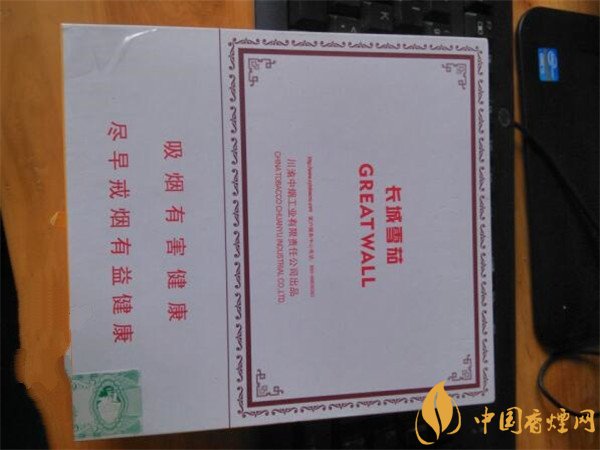 长城雪茄
GREAT WALL
川渝中烟工业有限责任公司出品
CHINA TOBACCO CHUANYU INDUSTRIAL CO.,LTD.
吸烟有害健康
尽早戒烟有益健康
中国香烟网